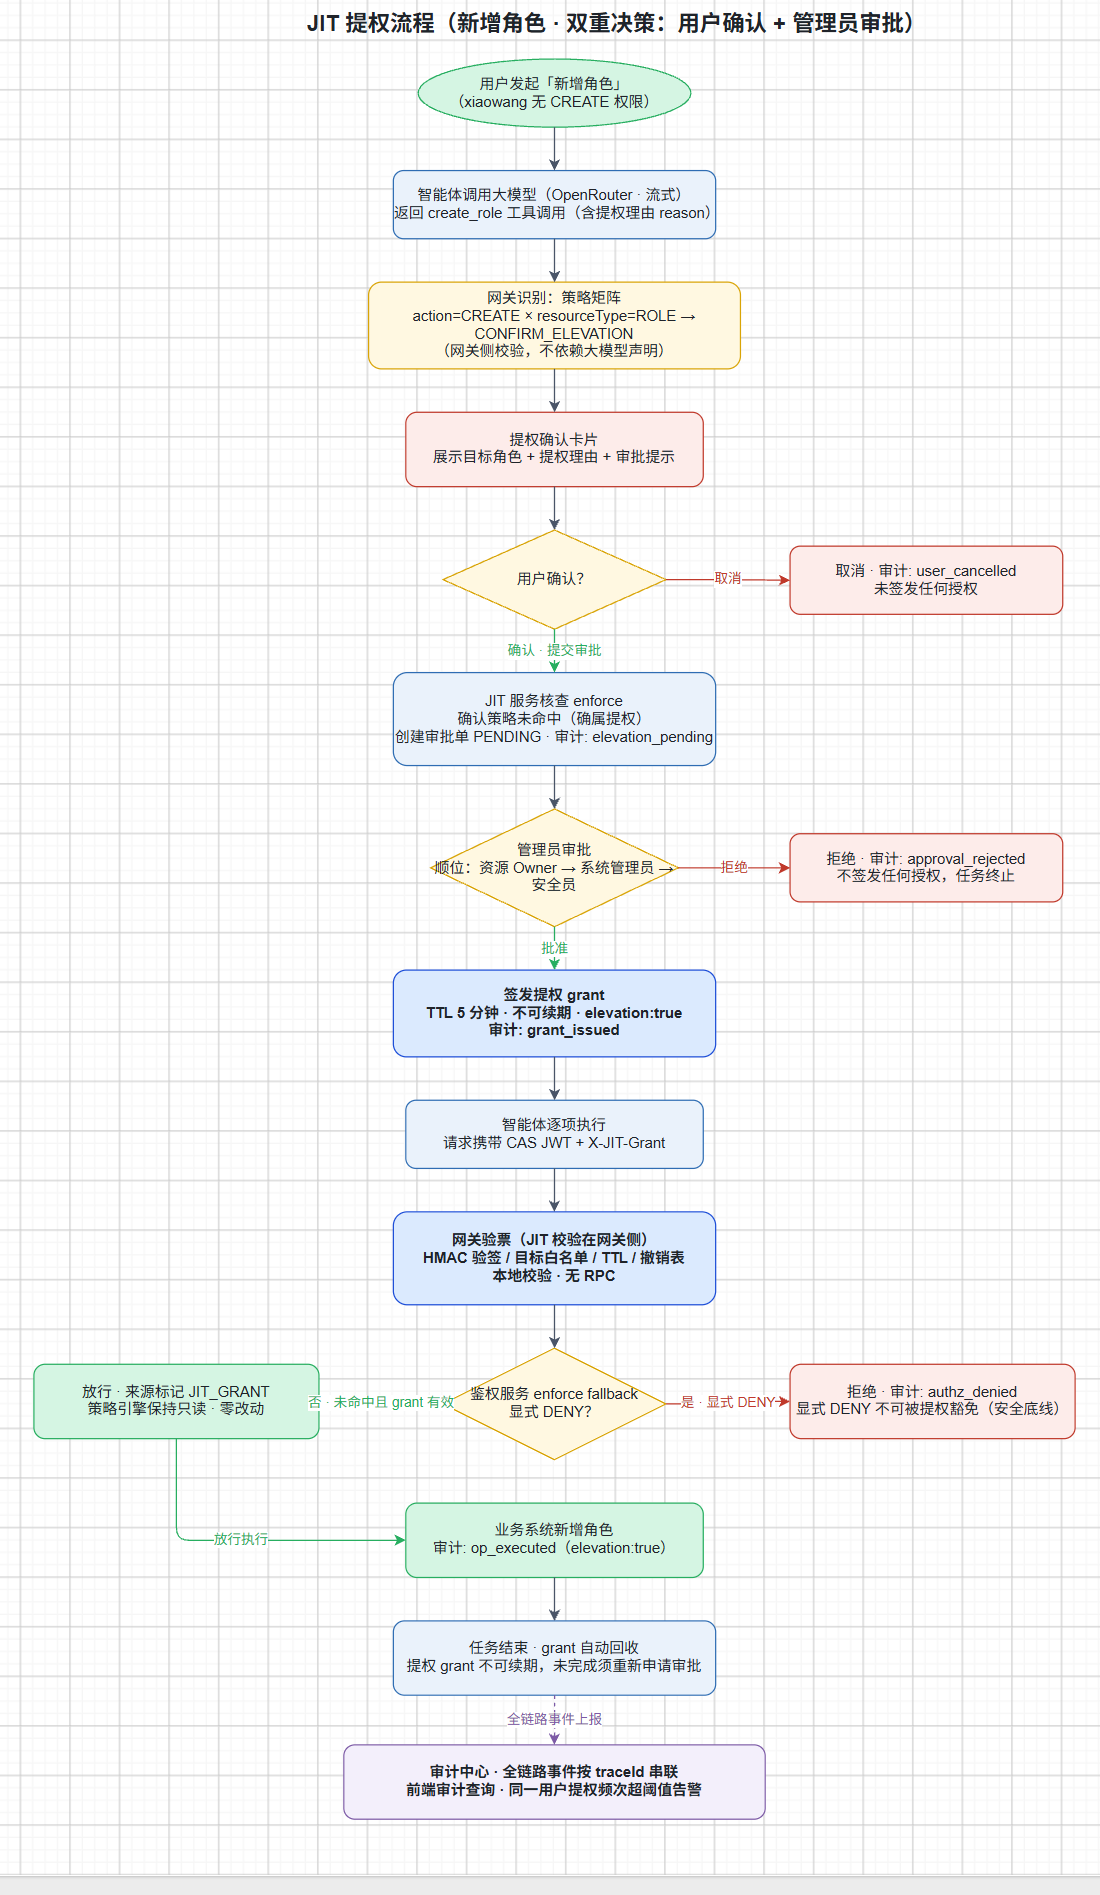 JIT 提权流程（新增角色 · 双重决策：用户确认 + 管理员审批）
用户发起「新增角色」
（xiaowang 无 CREATE 权限）
智能体调用大模型（OpenRouter · 流式）
返回 create_role 工具调用（含提权理由 reason）
网关识别：策略矩阵
action=CREATE × resourceType=ROLE →
CONFIRM_ELEVATION
（网关侧校验，不依赖大模型声明）
提权确认卡片
展示目标角色 + 提权理由 + 审批提示
用户确认？
取消
取消 · 审计: user_cancelled
未签发任何授权
确认 · 提交审批
JIT 服务核查 enforce
确认策略未命中（确属提权）
创建审批单 PENDING · 审计: elevation_pending
管理员审批
顺位：资源 Owner → 系统管理员 →
安全员
拒绝
拒绝 · 审计: approval_rejected
不签发任何授权，任务终止
批准
签发提权 grant
TTL 5 分钟 · 不可续期 · elevation:true
审计: grant_issued
智能体逐项执行
请求携带 CAS JWT + X-JIT-Grant
网关验票（JIT 校验在网关侧）
HMAC 验签 / 目标白名单 / TTL / 撤销表
本地校验 · 无 RPC
放行 · 来源标记 JIT_GRANT
策略引擎保持只读 · 零改动
否 · 未命中且 grant 有效
鉴权服务 enforce fallback
显式 DENY？
是 · 显式 DENY
拒绝 · 审计: authz_denied
显式 DENY 不可被提权豁免（安全底线）
放行执行
业务系统新增角色
审计: op_executed（elevation:true）
任务结束 · grant 自动回收
提权 grant 不可续期，未完成须重新申请审批
全链路事件上报
审计中心 · 全链路事件按 traceId 串联
前端审计查询 · 同一用户提权频次超阈值告警